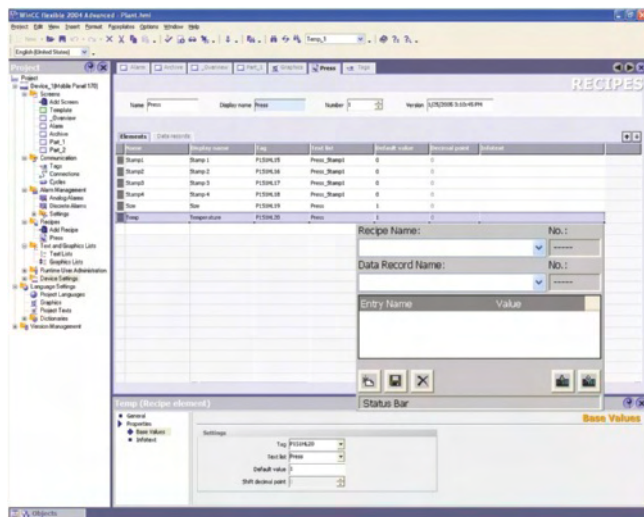 WinCC flexible 2004 Advanced - Plant.hmi
Project Edit View Insert Format Faceplates Options Window Help
New
Temp_1
English (United States)
Project
Alarm Archive _Overview Part_1 Graphics Press Tags
RECIPES
Name Press Display name Press Number 3 Version
Elements Data records
Name Display name Tag Text list Default value Decimal point Infotext
Stamp1 Stamp 1 Press_Stamp1 0 0
Stamp2 Stamp 2 Press_Stamp1 0 0
Stamp3 Stamp 3 Press_Stamp1 0 0
Stamp4 Stamp 4 Press_Stamp1 0 0
Size Size Press 1 0
Temp Temperature Press 1 0
Project
Device_1(Mobile Panel 170)
Screens
Add Screen
Template
_Overview
Alarm
Archive
Part_1
Part_2
Communication
Tags
Connections
Cycles
Alarm Management
Analog Alarms
Discrete Alarms
Settings
Recipes
Add Recipe
Press
Text and Graphics Lists
Text Lists
Graphics Lists
Runtime User Administration
Device Settings
Language Settings
Project Languages
Graphics
Project Texts
Dictionaries
Version Management
Recipe Name: No.:
-----
Data Record Name: No.:
-----
Entry Name Value
Status Bar
Temp (Recipe element)
Base Values
General
Properties
Base Values
Infotext
Settings
Tag
Text list Press
Default value 1
Shift decimal point
Objects